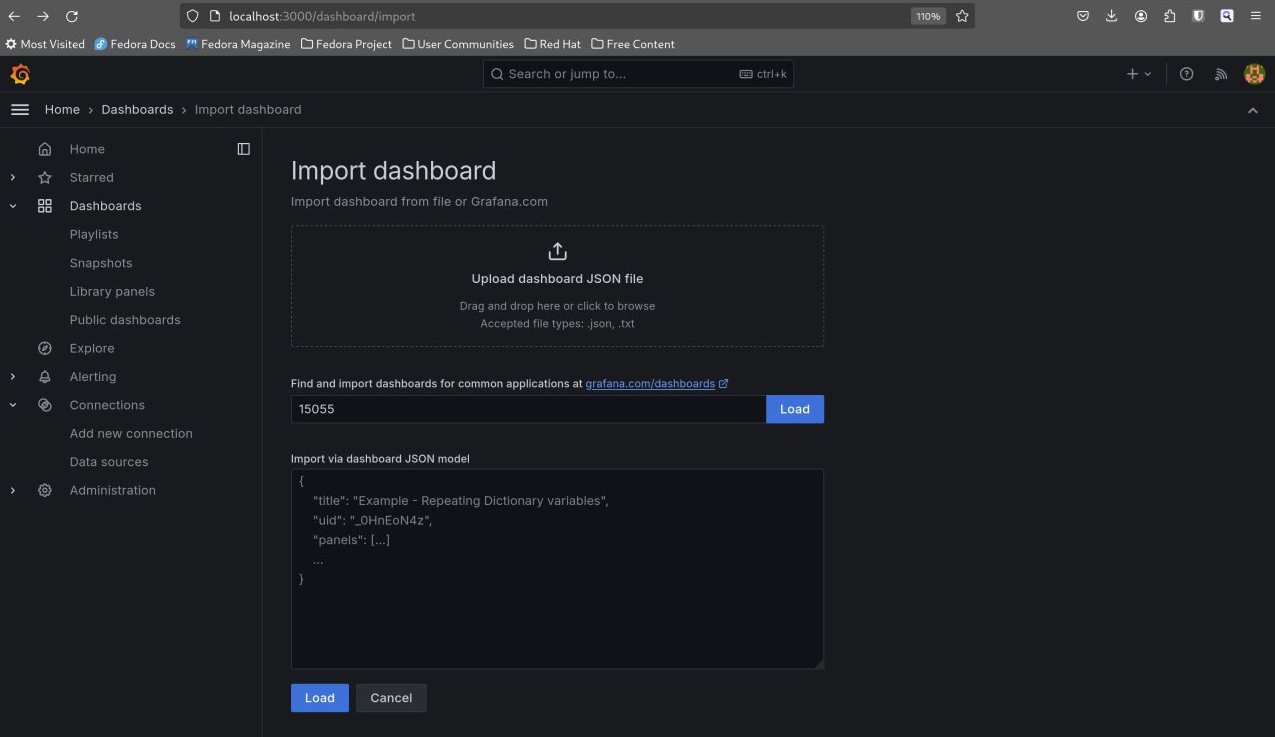 localhost:3000/dashboard/import
110%
Most Visited
Fedora Docs
Fedora Magazine
Fedora Project
User Communities
Red Hat
Free Content
Search or jump to...
ctrl+k
Home › Dashboards › Import dashboard
Home
Starred
Dashboards
Playlists
Snapshots
Library panels
Public dashboards
Explore
Alerting
Connections
Add new connection
Data sources
Administration
Import dashboard
Import dashboard from file or Grafana.com
Upload dashboard JSON file
Drag and drop here or click to browse
Accepted file types: .json, .txt
Find and import dashboards for common applications at grafana.com/dashboards
15055
Load
Import via dashboard JSON model
{
"title": "Example - Repeating Dictionary variables",
"uid": "_0HnEoN4z",
"panels": [...]
...
}
Load
Cancel